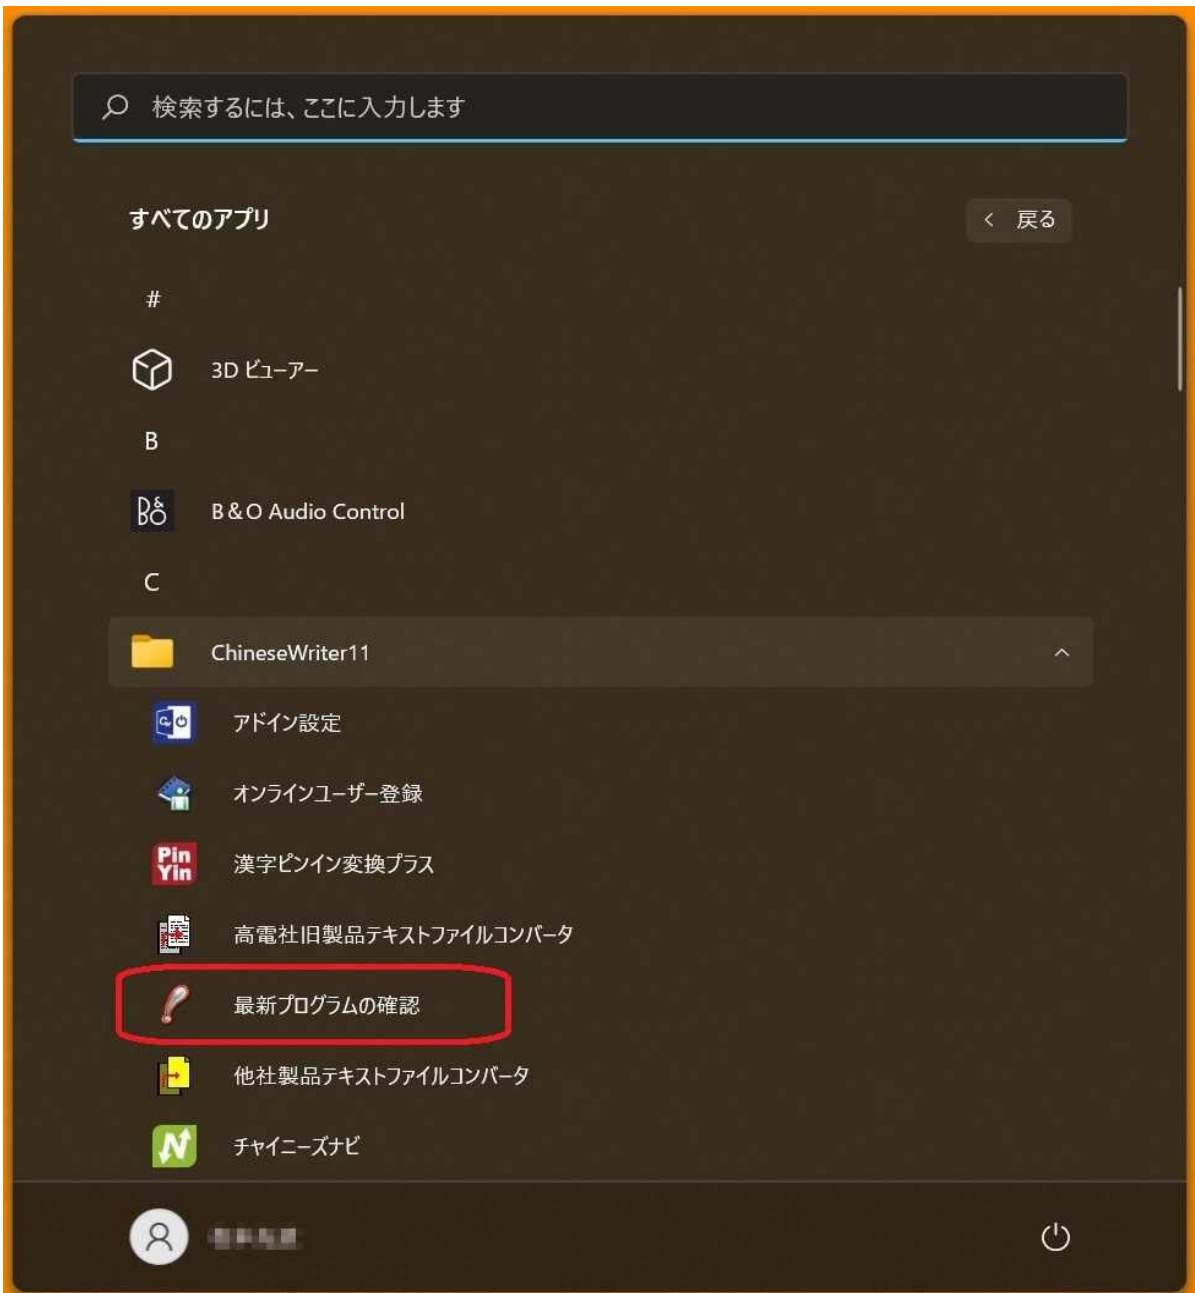 検索するには、ここに入力します
すべてのアプリ
戻る
#
3D ビューアー
B
B&O
B&O Audio Control
C
ChineseWriter11
アドイン設定
オンラインユーザー登録
Pin
Yin
漢字ピンイン変換プラス
高電社旧製品テキストファイルコンバータ
最新プログラムの確認
他社製品テキストファイルコンバータ
N
チャイニーズナビ